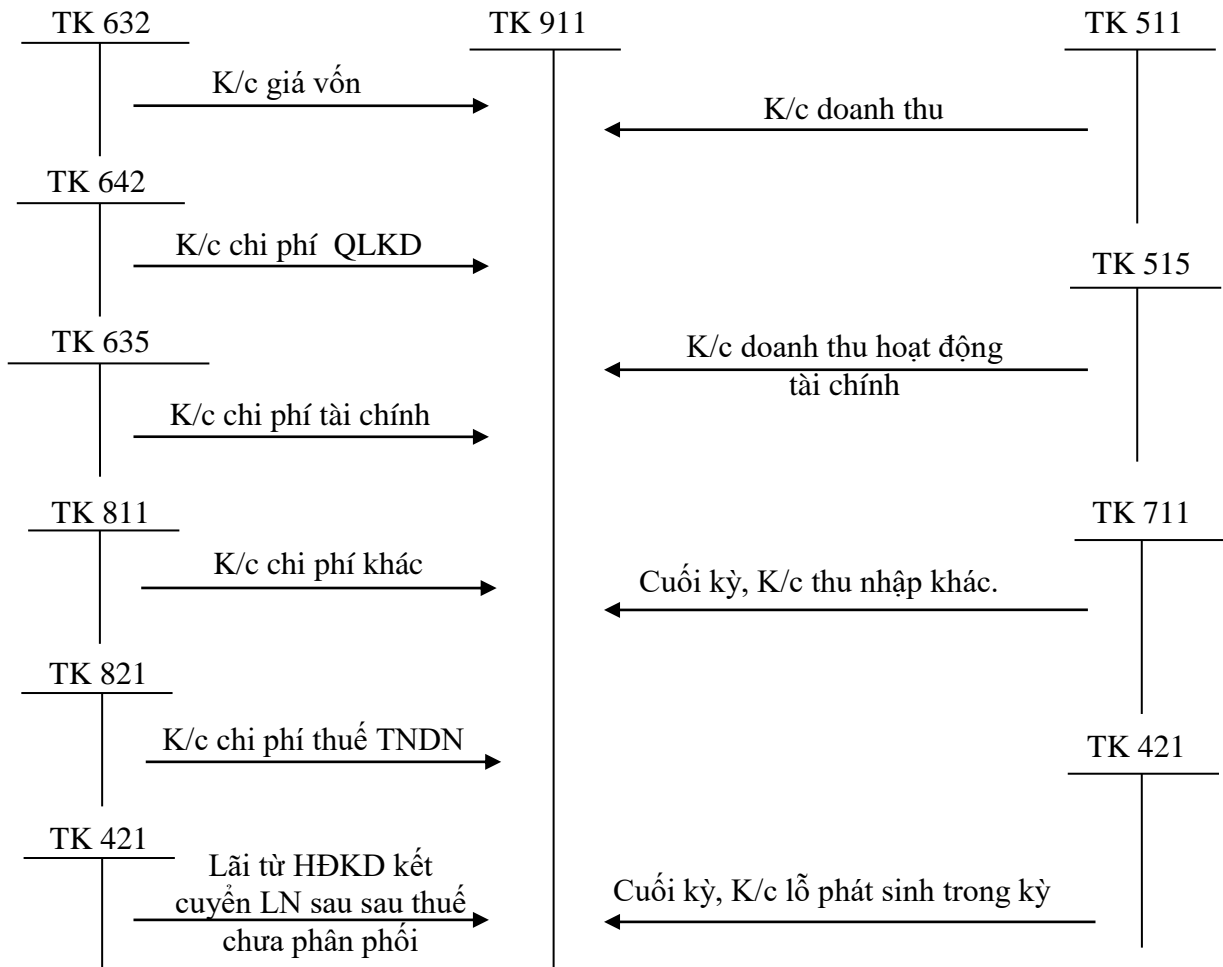 TK 632
TK 911
TK 511
K/c giá vốn
K/c doanh thu
TK 642
K/c chi phí QLKD
TK 515
TK 635
K/c doanh thu hoạt động
tài chính
K/c chi phí tài chính
TK 811
TK 711
K/c chi phí khác
Cuối kỳ, K/c thu nhập khác.
TK 821
K/c chi phí thuế TNDN
TK 421
TK 421
Lãi từ HĐKD kết
cuyển LN sau sau thuế
chưa phân phối
Cuối kỳ, K/c lỗ phát sinh trong kỳ